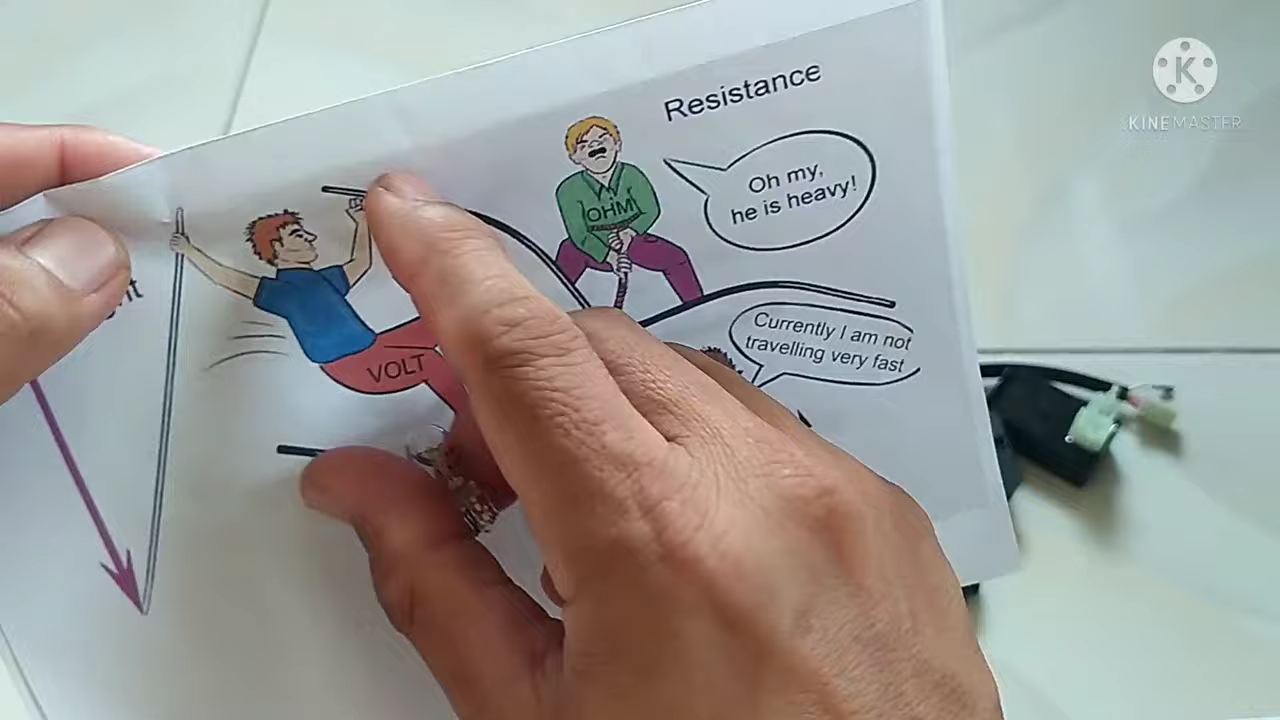 Resistance
Oh my,
he is heavy!
OHM
VOLT
Currently I am not
travelling very fast
K
KINEMASTER